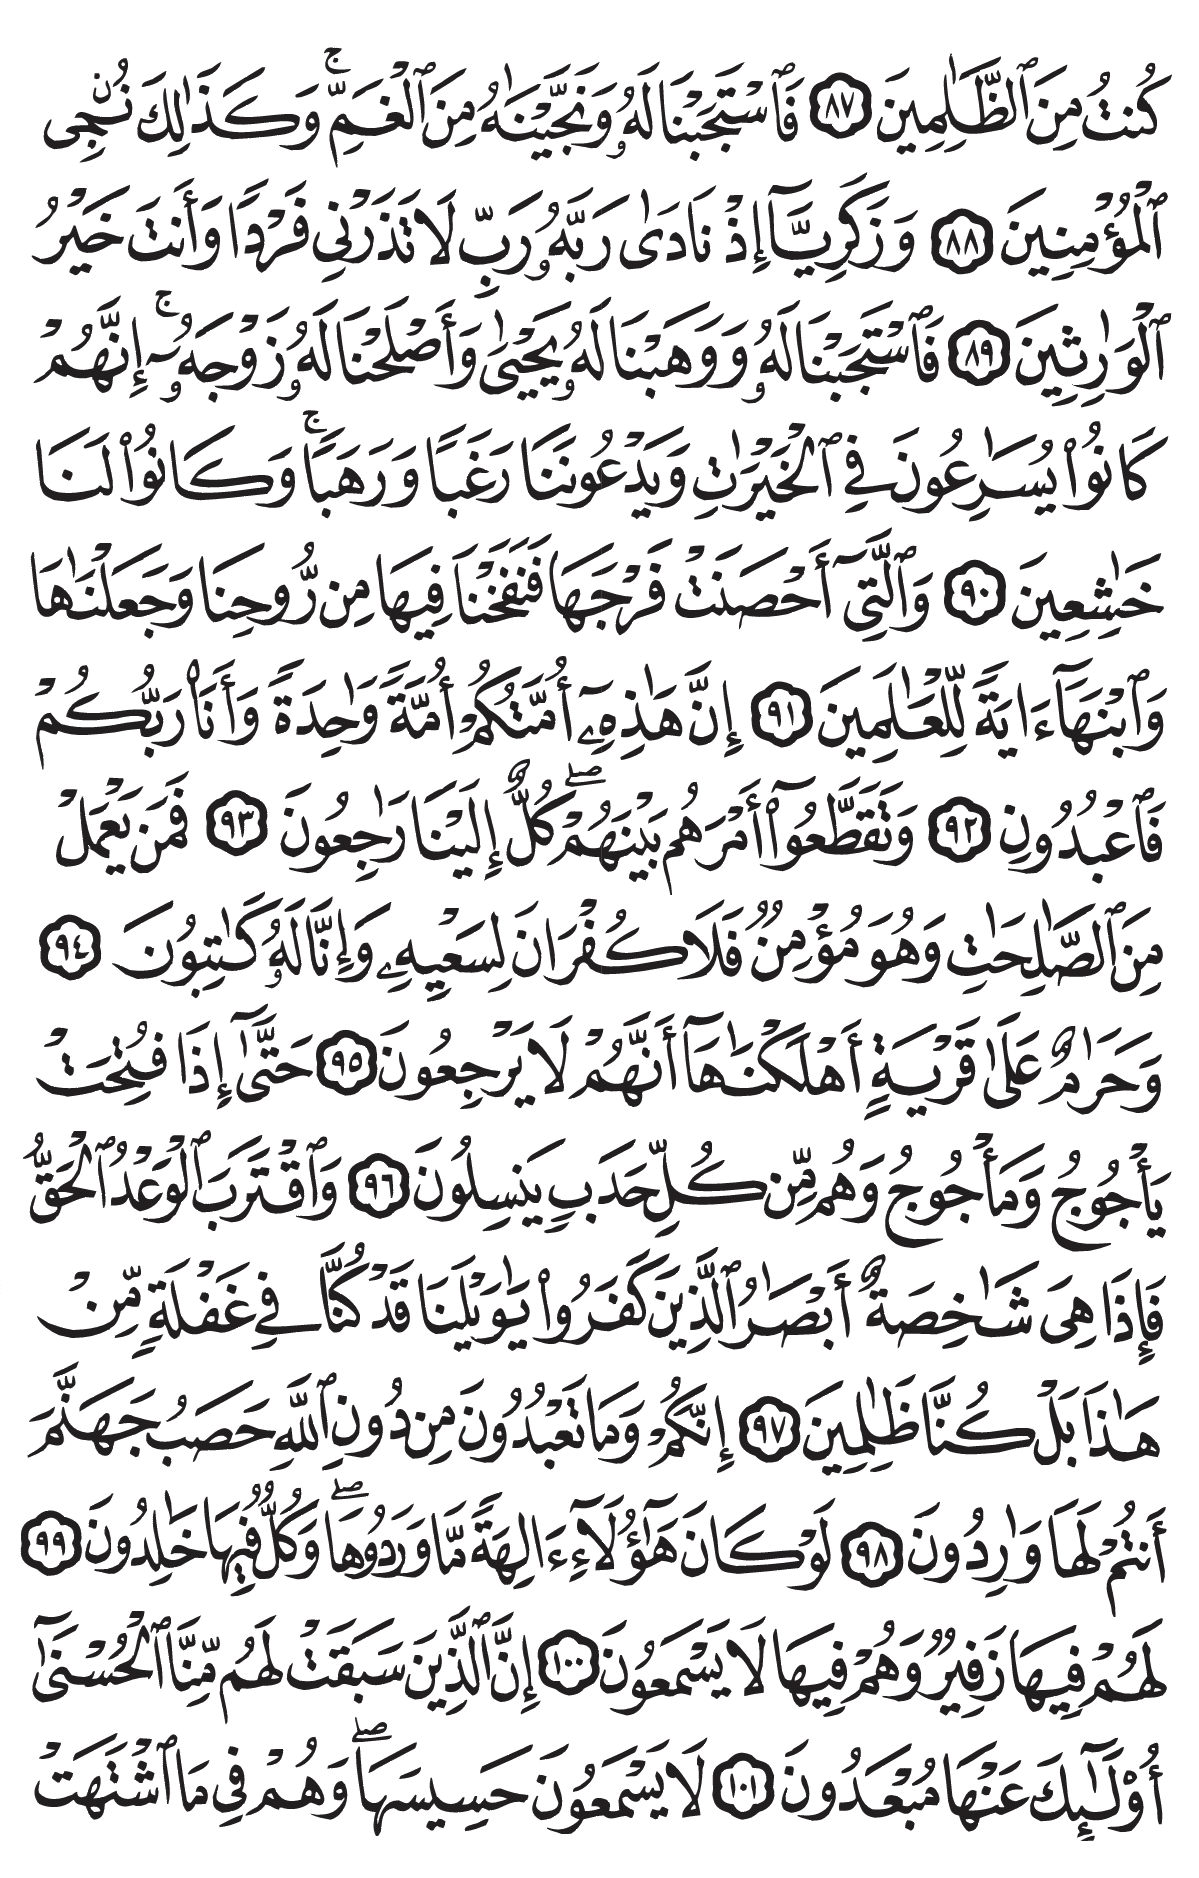 كُنتُ مِنَ ٱلظَّٰلِمِينَ ٨٧ فَٱسْتَجَبْنَا لَهُۥ وَنَجَّيْنَٰهُ مِنَ ٱلْغَمِّۚ وَكَذَٰلِكَ نُۨجِى
ٱلْمُؤْمِنِينَ ٨٨ وَزَكَرِيَّآ إِذْ نَادَىٰ رَبَّهُۥ رَبِّ لَا تَذَرْنِى فَرْدًا وَأَنتَ خَيْرُ
ٱلْوَٰرِثِينَ ٨٩ فَٱسْتَجَبْنَا لَهُۥ وَوَهَبْنَا لَهُۥ يَحْيَىٰ وَأَصْلَحْنَا لَهُۥ زَوْجَهُۥٓۚ إِنَّهُمْ
كَانُوا۟ يُسَٰرِعُونَ فِى ٱلْخَيْرَٰتِ وَيَدْعُونَنَا رَغَبًا وَرَهَبًاۚ وَكَانُوا۟ لَنَا
خَٰشِعِينَ ٩٠ وَٱلَّتِىٓ أَحْصَنَتْ فَرْجَهَا فَنَفَخْنَا فِيهَا مِن رُّوحِنَا وَجَعَلْنَٰهَا
وَٱبْنَهَآ ءَايَةً لِّلْعَٰلَمِينَ ٩١ إِنَّ هَٰذِهِۦٓ أُمَّتُكُمْ أُمَّةً وَٰحِدَةً وَأَنَا۠ رَبُّكُمْ
فَٱعْبُدُونِ ٩٢ وَتَقَطَّعُوٓا۟ أَمْرَهُم بَيْنَهُمْۖ كُلٌّ إِلَيْنَا رَٰجِعُونَ ٩٣ فَمَن يَعْمَلْ
مِنَ ٱلصَّٰلِحَٰتِ وَهُوَ مُؤْمِنٌ فَلَا كُفْرَانَ لِسَعْيِهِۦ وَإِنَّا لَهُۥ كَٰتِبُونَ ٩٤
وَحَرَٰمٌ عَلَىٰ قَرْيَةٍ أَهْلَكْنَٰهَآ أَنَّهُمْ لَا يَرْجِعُونَ ٩٥ حَتَّىٰٓ إِذَا فُتِحَتْ
يَأْجُوجُ وَمَأْجُوجُ وَهُم مِّن كُلِّ حَدَبٍ يَنسِلُونَ ٩٦ وَٱقْتَرَبَ ٱلْوَعْدُ ٱلْحَقُّ
فَإِذَا هِىَ شَٰخِصَةٌ أَبْصَٰرُ ٱلَّذِينَ كَفَرُوا۟ يَٰوَيْلَنَا قَدْ كُنَّا فِى غَفْلَةٍ مِّنْ
هَٰذَا بَلْ كُنَّا ظَٰلِمِينَ ٩٧ إِنَّكُمْ وَمَا تَعْبُدُونَ مِن دُونِ ٱللَّهِ حَصَبُ جَهَنَّمَ
أَنتُمْ لَهَا وَٰرِدُونَ ٩٨ لَوْ كَانَ هَٰٓؤُلَآءِ ءَالِهَةً مَّا وَرَدُوهَاۖ وَكُلٌّ فِيهَا خَٰلِدُونَ ٩٩
لَهُمْ فِيهَا زَفِيرٌ وَهُمْ فِيهَا لَا يَسْمَعُونَ ١٠٠ إِنَّ ٱلَّذِينَ سَبَقَتْ لَهُم مِّنَّا ٱلْحُسْنَىٰٓ
أُو۟لَٰٓئِكَ عَنْهَا مُبْعَدُونَ ١٠١ لَا يَسْمَعُونَ حَسِيسَهَاۖ وَهُمْ فِى مَا ٱشْتَهَتْ